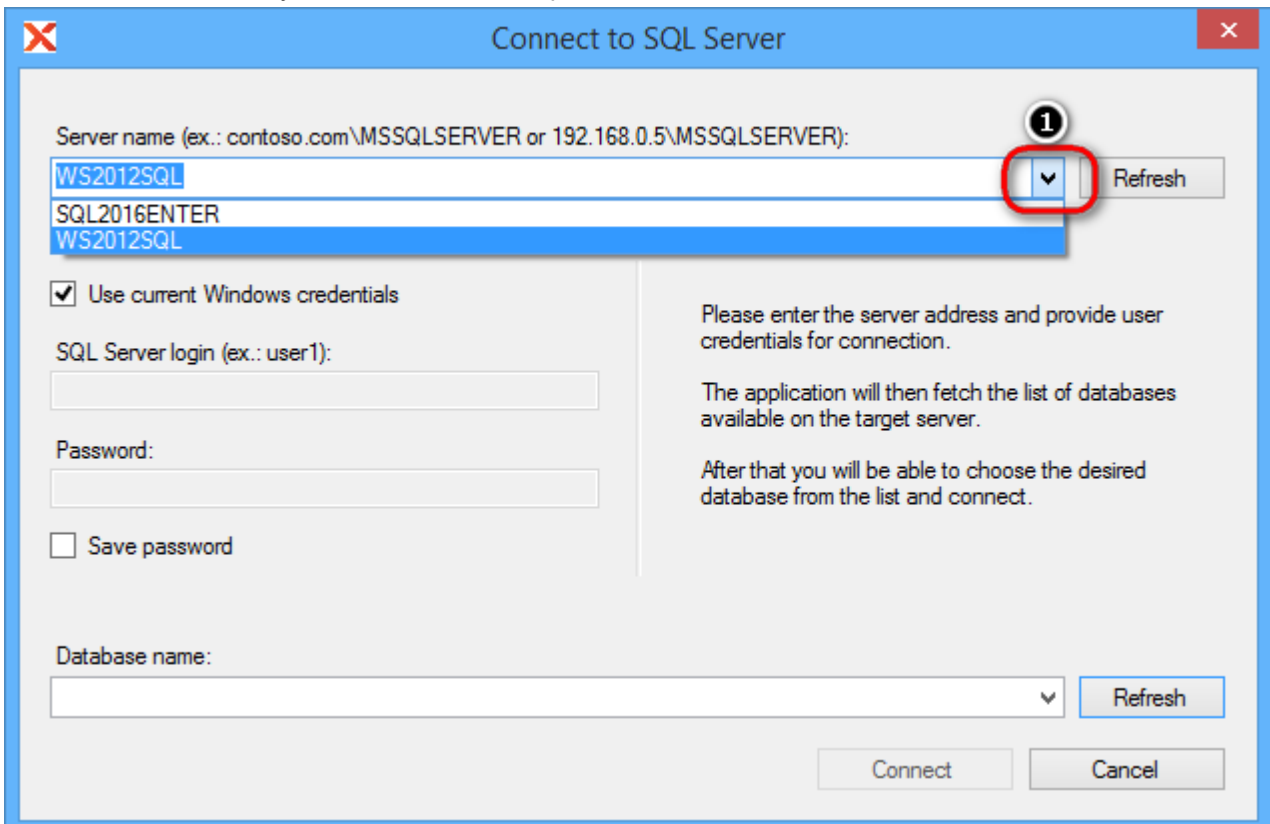 Connect to SQL Server
Server name (ex.: contoso.com\MSSQLSERVER or 192.168.0.5\MSSQLSERVER):
1
WS2012SQL
Refresh
SQL2016ENTER
WS2012SQL
Use current Windows credentials
SQL Server login (ex.: user1):
Password:
Save password
Please enter the server address and provide user
credentials for connection.
The application will then fetch the list of databases
available on the target server.
After that you will be able to choose the desired
database from the list and connect.
Database name:
Refresh
Connect
Cancel